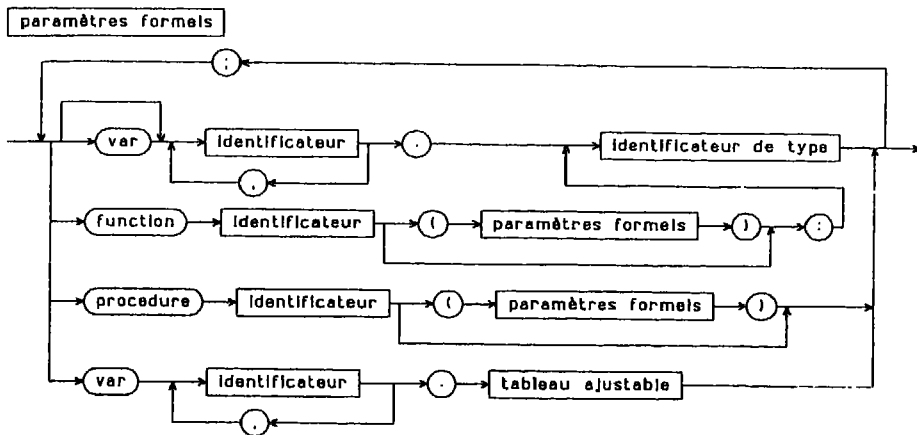 paramètres formels
;
var identificateur . identificateur de type
,
function identificateur ( paramètres formels ) :
procedure identificateur ( paramètres formels )
var identificateur . tableau ajustable
,